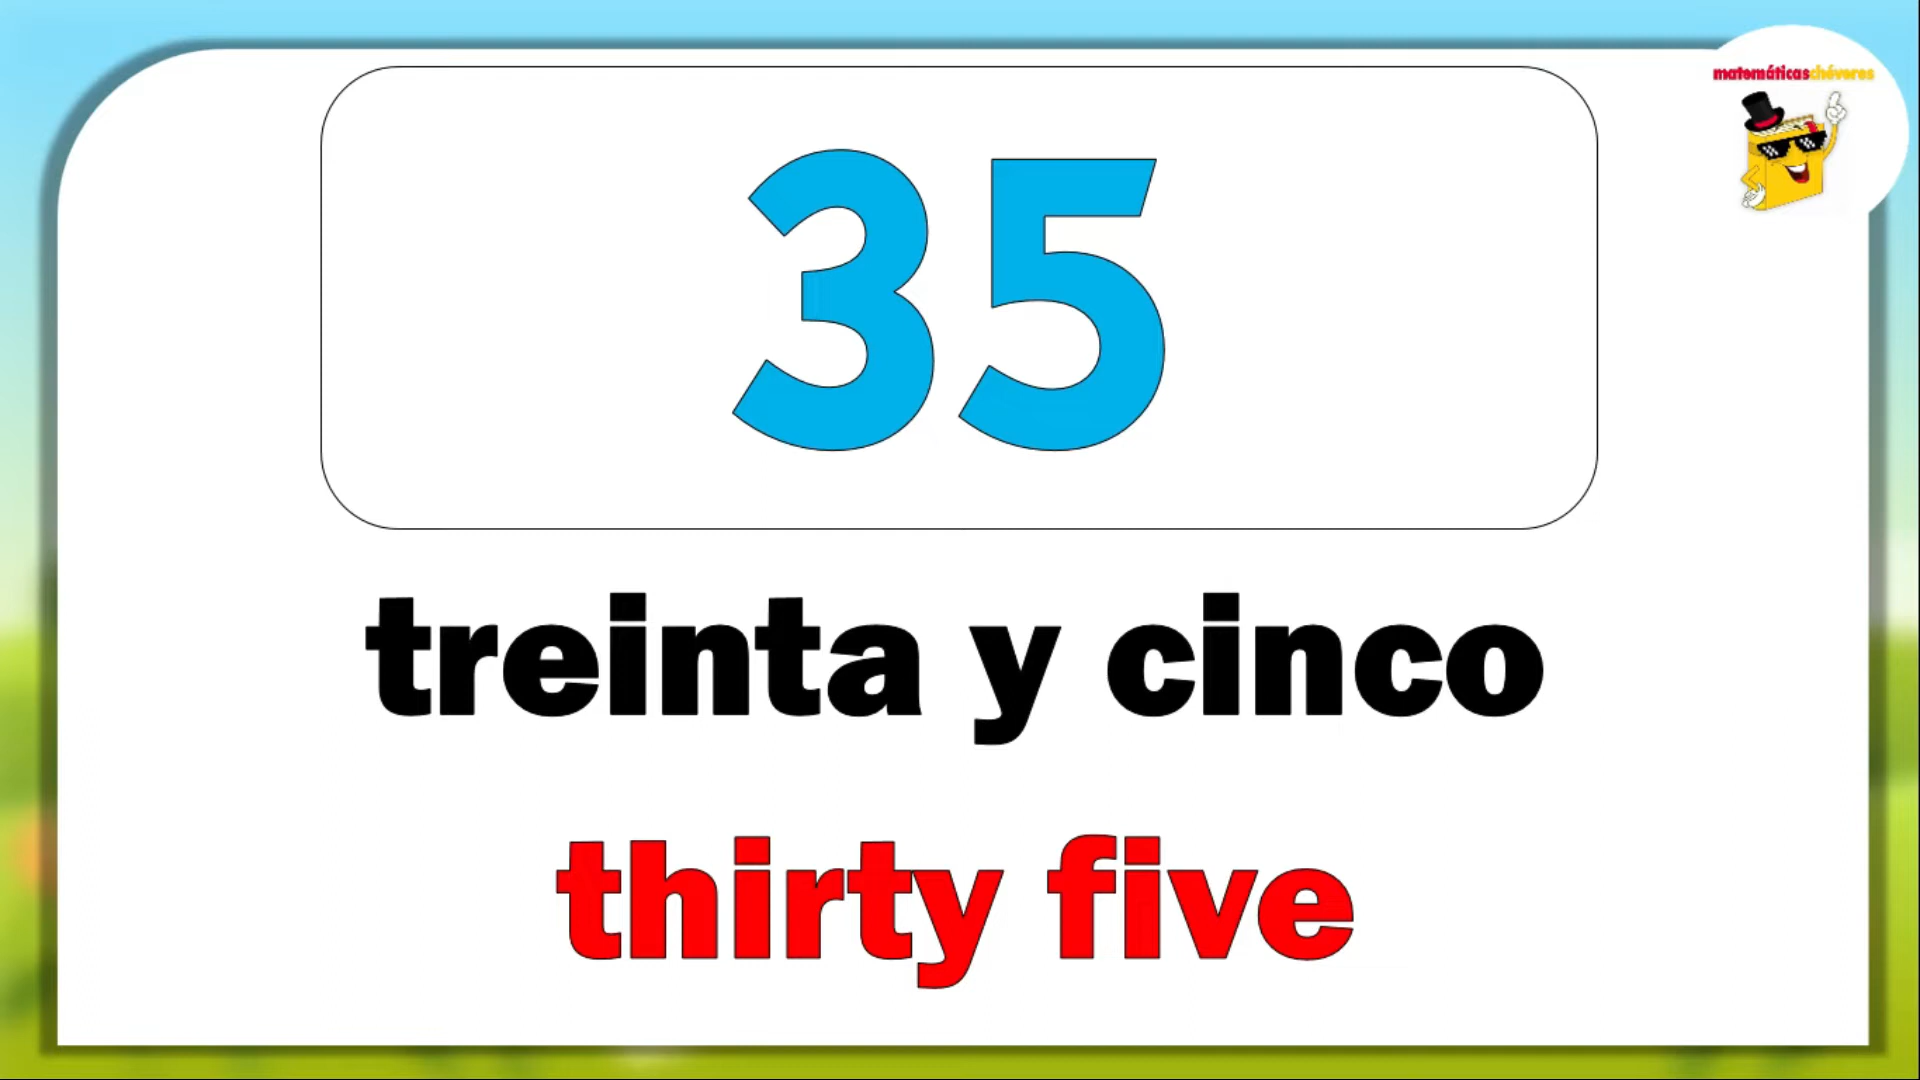 matemáticaschéveres
35
treinta y cinco
thirty five